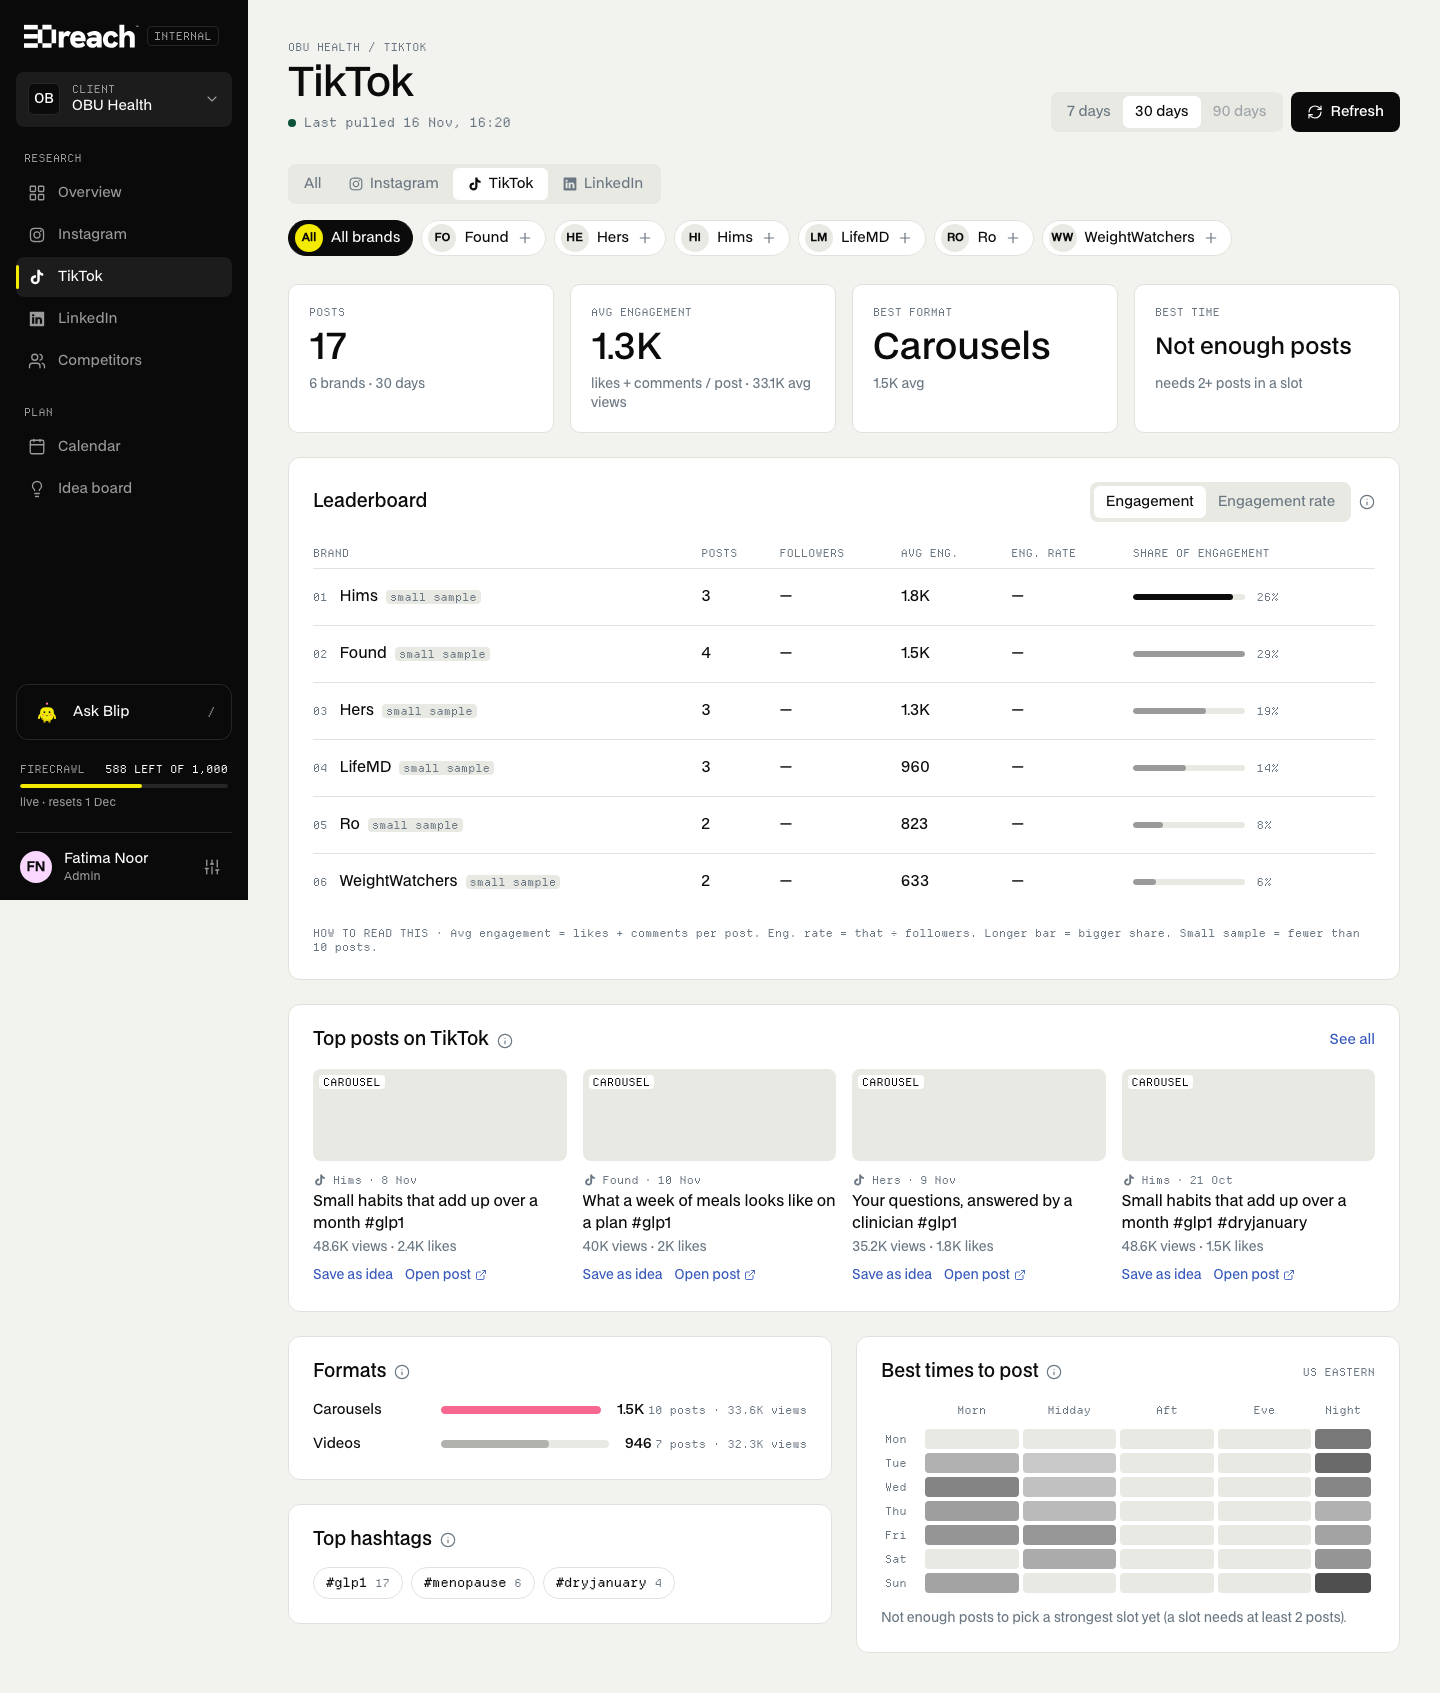 reach INTERNAL
OB CLIENT
OBU Health
RESEARCH
Overview
Instagram
TikTok
LinkedIn
Competitors
PLAN
Calendar
Idea board
Ask Blip /
FIRECRAWL 588 LEFT OF 1,000
live · resets 1 Dec
FN Fatima Noor
Admin
OBU HEALTH / TIKTOK
TikTok
Last pulled 16 Nov, 16:20
7 days 30 days 90 days Refresh
All Instagram TikTok LinkedIn
All All brands FO Found HE Hers HI Hims LM LifeMD RO Ro WW WeightWatchers
POSTS
17
6 brands · 30 days
AVG ENGAGEMENT
1.3K
likes + comments / post · 33.1K avg
views
BEST FORMAT
Carousels
1.5K avg
BEST TIME
Not enough posts
needs 2+ posts in a slot
Leaderboard Engagement Engagement rate
BRAND POSTS FOLLOWERS AVG ENG. ENG. RATE SHARE OF ENGAGEMENT
01 Hims small sample 3 — 1.8K — 26%
02 Found small sample 4 — 1.5K — 29%
03 Hers small sample 3 — 1.3K — 19%
04 LifeMD small sample 3 — 960 — 14%
05 Ro small sample 2 — 823 — 8%
06 WeightWatchers small sample 2 — 633 — 6%
HOW TO READ THIS · Avg engagement = likes + comments per post. Eng. rate = that ÷ followers. Longer bar = bigger share. Small sample = fewer than
10 posts.
Top posts on TikTok See all
CAROUSEL
Hims · 8 Nov
Small habits that add up over a
month #glp1
48.6K views · 2.4K likes
Save as idea Open post
CAROUSEL
Found · 10 Nov
What a week of meals looks like on
a plan #glp1
40K views · 2K likes
Save as idea Open post
CAROUSEL
Hers · 9 Nov
Your questions, answered by a
clinician #glp1
35.2K views · 1.8K likes
Save as idea Open post
CAROUSEL
Hims · 21 Oct
Small habits that add up over a
month #glp1 #dryjanuary
48.6K views · 1.5K likes
Save as idea Open post
Formats
Carousels 1.5K 10 posts · 33.6K views
Videos 946 7 posts · 32.3K views
Top hashtags
#glp1 17 #menopause 6 #dryjanuary 4
Best times to post US EASTERN
Morn Midday Aft Eve Night
Mon
Tue
Wed
Thu
Fri
Sat
Sun
Not enough posts to pick a strongest slot yet (a slot needs at least 2 posts).